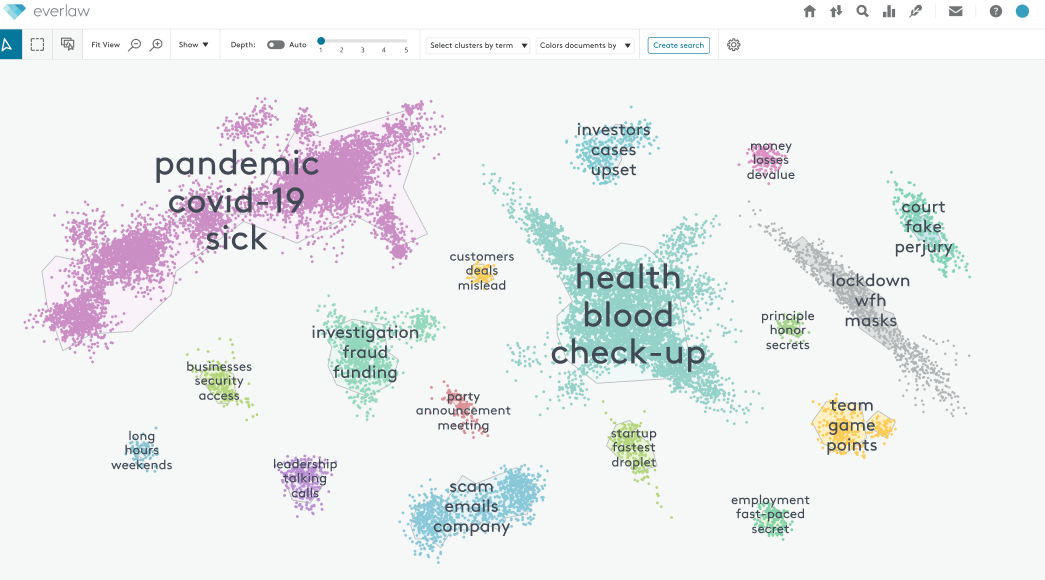 everlaw
Fit View
Show
Depth:
Auto
1 2 3 4 5
Select clusters by term
Colors documents by
Create search
pandemic
covid-19
sick
investors
cases
upset
money
losses
devalue
court
fake
perjury
customers
deals
mislead
health
blood
check-up
lockdown
wfh
masks
principle
honor
secrets
investigation
fraud
funding
businesses
security
access
party
announcement
meeting
team
game
points
long
hours
weekends
startup
fastest
droplet
leadership
talking
calls
scam
emails
company
employment
fast-paced
secret